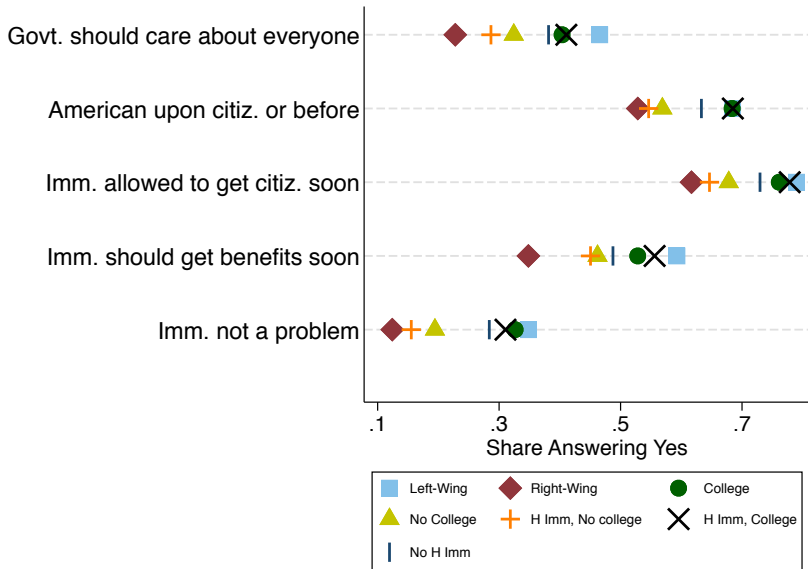 Govt. should care about everyone
American upon citiz. or before
Imm. allowed to get citiz. soon
Imm. should get benefits soon
Imm. not a problem
.1 .3 .5 .7
Share Answering Yes
Left-Wing Right-Wing College
No College H Imm, No college H Imm, College
No H Imm